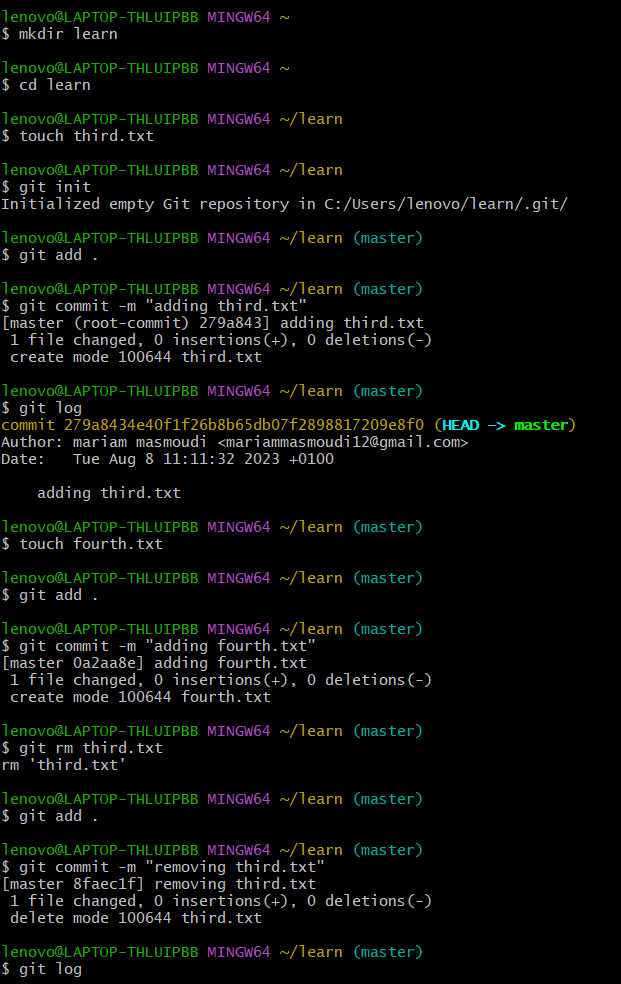 lenovo@LAPTOP-THLUIPBB MINGW64 ~
$ mkdir learn
lenovo@LAPTOP-THLUIPBB MINGW64 ~
$ cd learn
lenovo@LAPTOP-THLUIPBB MINGW64 ~/learn
$ touch third.txt
lenovo@LAPTOP-THLUIPBB MINGW64 ~/learn
$ git init
Initialized empty Git repository in C:/Users/lenovo/learn/.git/
lenovo@LAPTOP-THLUIPBB MINGW64 ~/learn (master)
$ git add .
lenovo@LAPTOP-THLUIPBB MINGW64 ~/learn (master)
$ git commit -m "adding third.txt"
[master (root-commit) 279a843] adding third.txt
 1 file changed, 0 insertions(+), 0 deletions(-)
 create mode 100644 third.txt
lenovo@LAPTOP-THLUIPBB MINGW64 ~/learn (master)
$ git log
commit 279a8434e40f1f26b8b65db07f2898817209e8f0 (HEAD -> master)
Author: mariam masmoudi <mariammasmoudi12@gmail.com>
Date:   Tue Aug 8 11:11:32 2023 +0100
    adding third.txt
lenovo@LAPTOP-THLUIPBB MINGW64 ~/learn (master)
$ touch fourth.txt
lenovo@LAPTOP-THLUIPBB MINGW64 ~/learn (master)
$ git add .
lenovo@LAPTOP-THLUIPBB MINGW64 ~/learn (master)
$ git commit -m "adding fourth.txt"
[master 0a2aa8e] adding fourth.txt
 1 file changed, 0 insertions(+), 0 deletions(-)
 create mode 100644 fourth.txt
lenovo@LAPTOP-THLUIPBB MINGW64 ~/learn (master)
$ git rm third.txt
rm 'third.txt'
lenovo@LAPTOP-THLUIPBB MINGW64 ~/learn (master)
$ git add .
lenovo@LAPTOP-THLUIPBB MINGW64 ~/learn (master)
$ git commit -m "removing third.txt"
[master 8faec1f] removing third.txt
 1 file changed, 0 insertions(+), 0 deletions(-)
 delete mode 100644 third.txt
lenovo@LAPTOP-THLUIPBB MINGW64 ~/learn (master)
$ git log